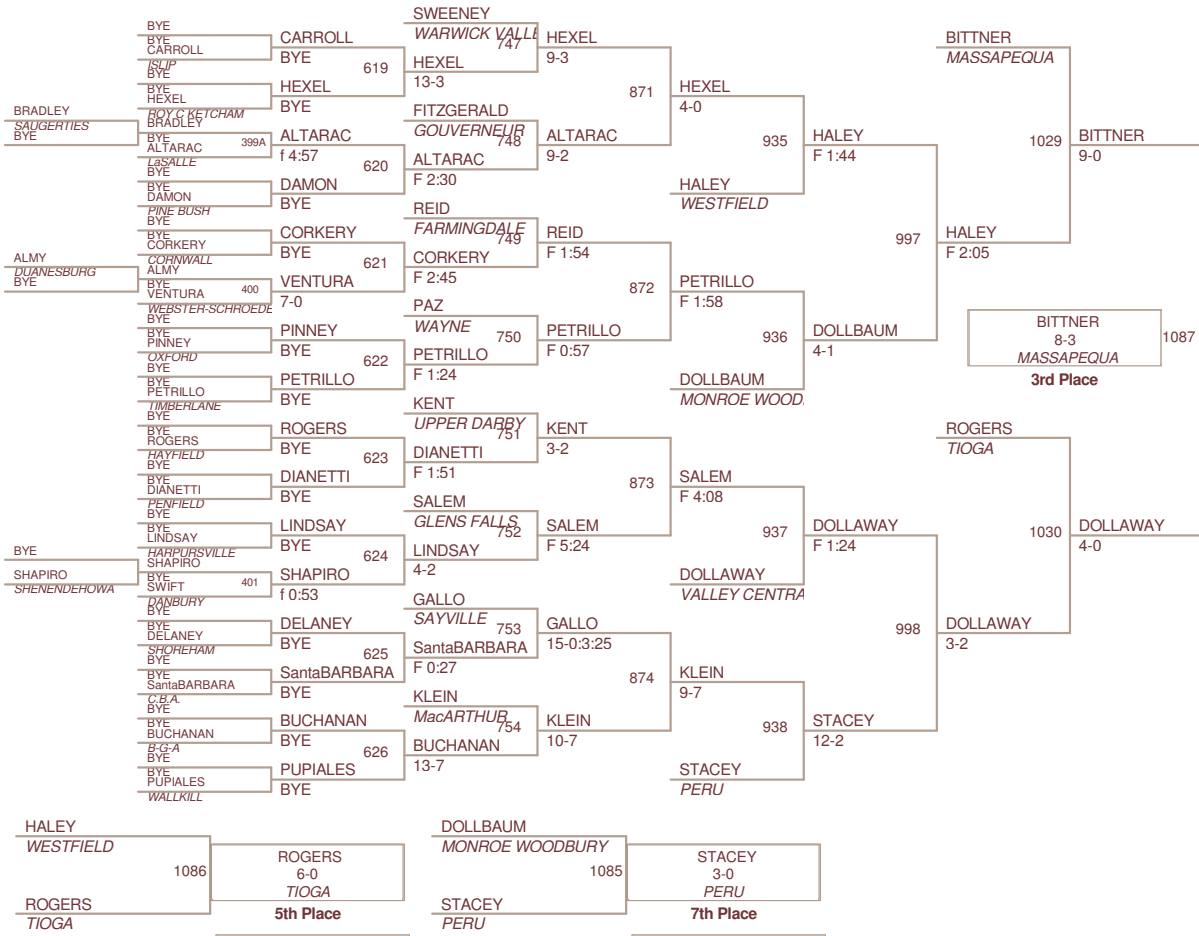 BRADLEY
SAUGERTIES
BYE
ALMY
DUANESBURG
BYE
BYE
SHAPIRO
SHENENDEHOWA
BYE
BYE
CARROLL
ISLIP
BYE
BYE
HEXEL
ROY C KETCHAM
BRADLEY
BYE
399A
ALTARAC
LaSALLE
BYE
BYE
DAMON
PINE BUSH
BYE
BYE
CORKERY
CORNWALL
ALMY
BYE
400
VENTURA
WEBSTER-SCHROEDE
BYE
BYE
PINNEY
OXFORD
BYE
BYE
PETRILLO
TIMBERLANE
BYE
BYE
ROGERS
HAYFIELD
BYE
BYE
DIANETTI
PENFIELD
BYE
BYE
LINDSAY
HARPURSVILLE
SHAPIRO
BYE
401
SWIFT
DANBURY
BYE
BYE
DELANEY
SHOREHAM
BYE
BYE
SantaBARBARA
C.B.A.
BYE
BYE
BUCHANAN
B-G-A
BYE
BYE
PUPIALES
WALLKILL
CARROLL
BYE
619
HEXEL
BYE
ALTARAC
f 4:57
620
DAMON
BYE
CORKERY
BYE
621
VENTURA
7-0
PINNEY
BYE
622
PETRILLO
BYE
ROGERS
BYE
623
DIANETTI
BYE
LINDSAY
BYE
624
SHAPIRO
f 0:53
DELANEY
BYE
625
SantaBARBARA
BYE
BUCHANAN
BYE
626
PUPIALES
BYE
SWEENEY
WARWICK VALLE
747
HEXEL
13-3
FITZGERALD
GOUVERNEUR
748
ALTARAC
F 2:30
REID
FARMINGDALE
749
CORKERY
F 2:45
PAZ
WAYNE
750
PETRILLO
F 1:24
KENT
UPPER DARBY
751
DIANETTI
F 1:51
SALEM
GLENS FALLS
752
LINDSAY
4-2
GALLO
SAYVILLE
753
SantaBARBARA
F 0:27
KLEIN
MacARTHUR
754
BUCHANAN
13-7
HEXEL
9-3
871
ALTARAC
9-2
REID
F 1:54
872
PETRILLO
F 0:57
KENT
3-2
873
SALEM
F 5:24
GALLO
15-0:3:25
874
KLEIN
10-7
HEXEL
4-0
935
HALEY
WESTFIELD
PETRILLO
F 1:58
936
DOLLBAUM
MONROE WOOD
SALEM
F 4:08
937
DOLLAWAY
VALLEY CENTRA
KLEIN
9-7
938
STACEY
PERU
HALEY
F 1:44
997
DOLLBAUM
4-1
DOLLAWAY
F 1:24
998
STACEY
12-2
BITTNER
MASSAPEQUA
1029
HALEY
F 2:05
BITTNER
9-0
BITTNER
8-3
MASSAPEQUA
1087
3rd Place
ROGERS
TIOGA
1030
DOLLAWAY
3-2
DOLLAWAY
4-0
HALEY
WESTFIELD
1086
ROGERS
TIOGA
ROGERS
6-0
TIOGA
5th Place
DOLLBAUM
MONROE WOODBURY
1085
STACEY
PERU
STACEY
3-0
PERU
7th Place